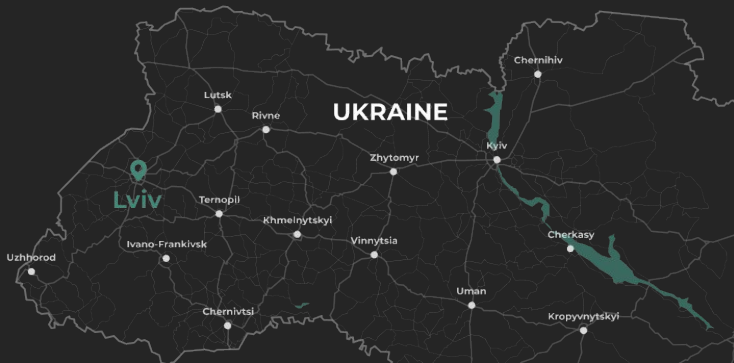 Chernihiv
Lutsk
UKRAINE
Rivne
Kyiv
Zhytomyr
Lviv
Ternopil
Khmelnytskyi
Cherkasy
Ivano-Frankivsk
Vinnytsia
Uzhhorod
Uman
Chernivtsi
Kropyvnytskyi